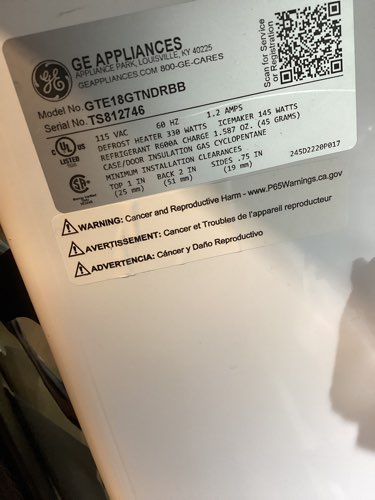 GE APPLIANCES
APPLIANCE PARK, LOUISVILLE, KY 40225
GEAPPLIANCES.COM 800-GE-CARES
Scan for Service
or Registration
Model No. GTE18GTNDRBB
Serial No. TS812746
115 VAC 60 HZ 1.2 AMPS
DEFROST HEATER 330 WATTS ICEMAKER 145 WATTS
REFRIGERANT R600A CHARGE 1.587 OZ. (45 GRAMS)
CASE/DOOR INSULATION GAS CYCLOPENTANE
MINIMUM INSTALLATION CLEARANCES
TOP 1 IN BACK 2 IN SIDES .75 IN
(25 mm) (51 mm) (19 mm)
245D2220P017
WARNING: Cancer and Reproductive Harm - www.P65Warnings.ca.gov
AVERTISSEMENT: Cancer et Troubles de l'appareil reproducteur
ADVERTENCIA: Cáncer y Daño Reproductivo